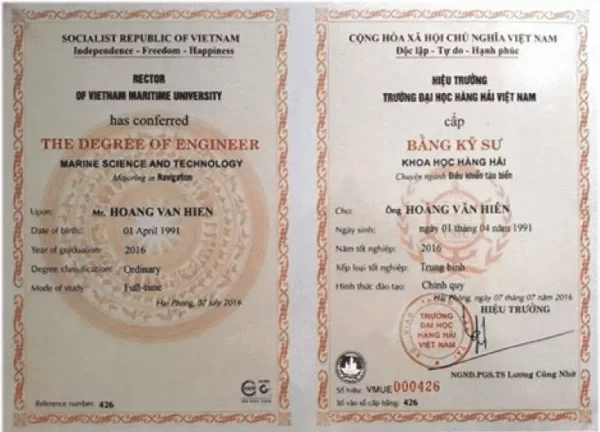 SOCIALIST REPUBLIC OF VIETNAM
Independence - Freedom - Happiness
RECTOR
OF VIETNAM MARITIME UNIVERSITY
has conferred
THE DEGREE OF ENGINEER
MARINE SCIENCE AND TECHNOLOGY
Majoring in Navigation
Upon: Mr. HOANG VAN HIEN
Date of birth: 01 April 1991
Year of graduation: 2016
Degree classification: Ordinary
Mode of study: Full-time
Hai Phong, 07 july 2016
Reference number: 426
CỘNG HÒA XÃ HỘI CHỦ NGHĨA VIỆT NAM
Độc lập - Tự do - Hạnh phúc
HIỆU TRƯỞNG
TRƯỜNG ĐẠI HỌC HÀNG HẢI VIỆT NAM
cấp
BẰNG KỸ SƯ
KHOA HỌC HÀNG HẢI
Chuyên ngành Điều khiển tàu biển
Cho: Ông HOÀNG VĂN HIÊN
Ngày sinh: ngày 01 tháng 04 năm 1991
Năm tốt nghiệp: 2016
Xếp loại tốt nghiệp: Trung bình
Hình thức đào tạo: Chính quy
Hải Phòng, ngày 07 tháng 07 năm 2016
HIỆU TRƯỞNG
TRƯỜNG
ĐẠI HỌC
HÀNG HẢI
VIỆT NAM
NGND.PGS.TS Lương Công Nhớ
Số hiệu: VMUE 000426
Số vào sổ cấp bằng: 426